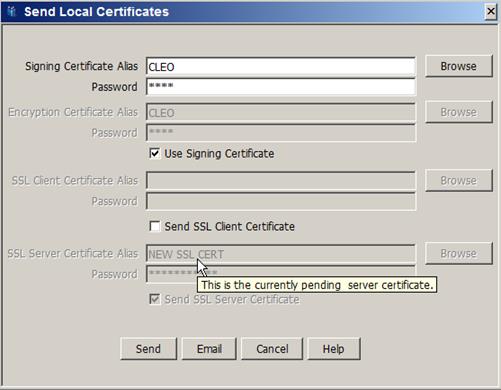 Send Local Certificates
Signing Certificate Alias CLEO Browse
Password ****
Encryption Certificate Alias CLEO Browse
Password ****
Use Signing Certificate
SSL Client Certificate Alias Browse
Password
Send SSL Client Certificate
SSL Server Certificate Alias NEW SSL CERT Browse
Password ***********
This is the currently pending server certificate.
Send SSL Server Certificate
Send Email Cancel Help